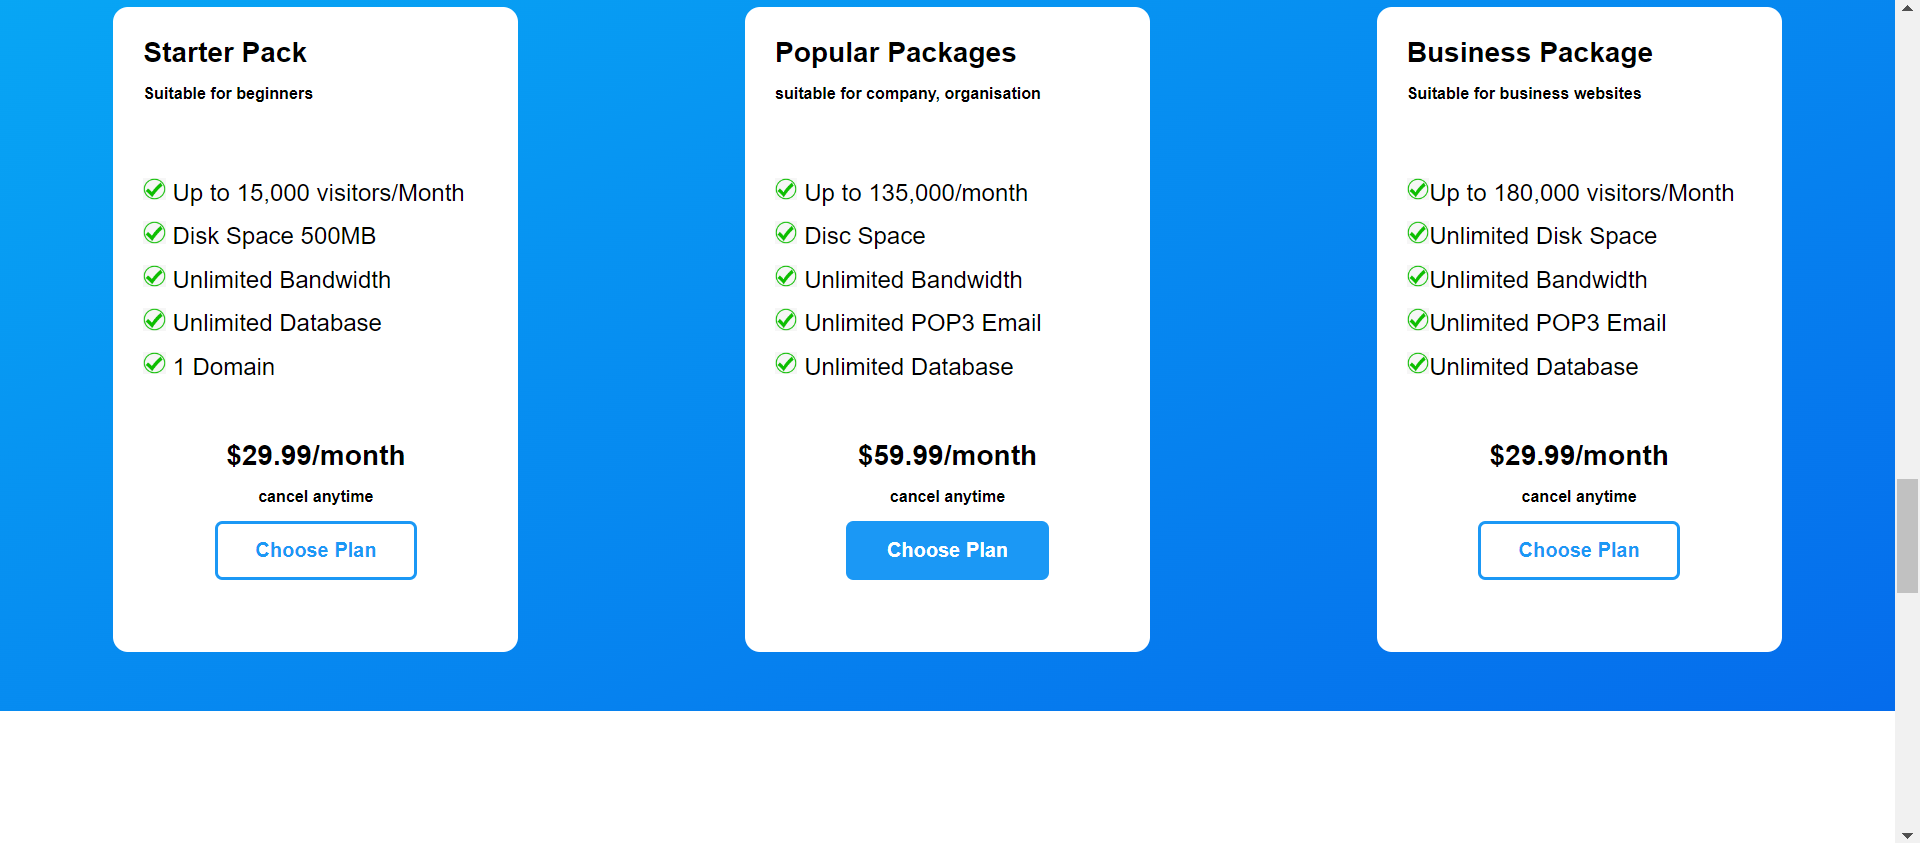 Starter Pack
Suitable for beginners
Up to 15,000 visitors/Month
Disk Space 500MB
Unlimited Bandwidth
Unlimited Database
1 Domain
$29.99/month
cancel anytime
Choose Plan
Popular Packages
suitable for company, organisation
Up to 135,000/month
Disc Space
Unlimited Bandwidth
Unlimited POP3 Email
Unlimited Database
$59.99/month
cancel anytime
Choose Plan
Business Package
Suitable for business websites
Up to 180,000 visitors/Month
Unlimited Disk Space
Unlimited Bandwidth
Unlimited POP3 Email
Unlimited Database
$29.99/month
cancel anytime
Choose Plan